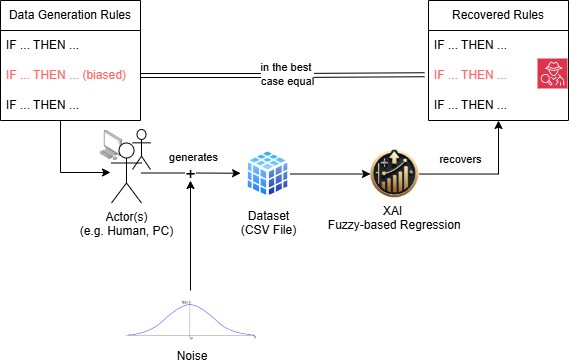 Data Generation Rules
IF ... THEN ...
IF ... THEN ... (biased)
IF ... THEN ...
in the best
case equal
Recovered Rules
IF ... THEN ...
IF ... THEN ...
IF ... THEN ...
generates
+
recovers
Actor(s)
(e.g. Human, PC)
Dataset
(CSV File)
XAI
Fuzzy-based Regression
Noise